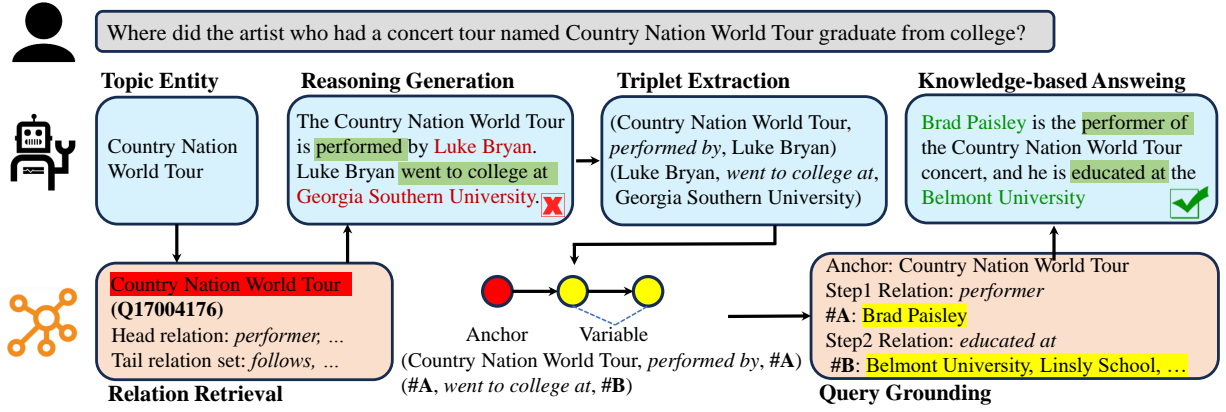 Where did the artist who had a concert tour named Country Nation World Tour graduate from college?
Topic Entity
Country Nation
World Tour
Reasoning Generation
The Country Nation World Tour
is performed by Luke Bryan.
Luke Bryan went to college at
Georgia Southern University.
Triplet Extraction
(Country Nation World Tour,
performed by, Luke Bryan)
(Luke Bryan, went to college at,
Georgia Southern University)
Knowledge-based Answeing
Brad Paisley is the performer of
the Country Nation World Tour
concert, and he is educated at the
Belmont University
Country Nation World Tour
(Q17004176)
Head relation: performer, …
Tail relation set: follows, …
Relation Retrieval
Anchor
Variable
(Country Nation World Tour, performed by, #A)
(#A, went to college at, #B)
Anchor: Country Nation World Tour
Step1 Relation: performer
#A: Brad Paisley
Step2 Relation: educated at
#B: Belmont University, Linsly School, …
Query Grounding